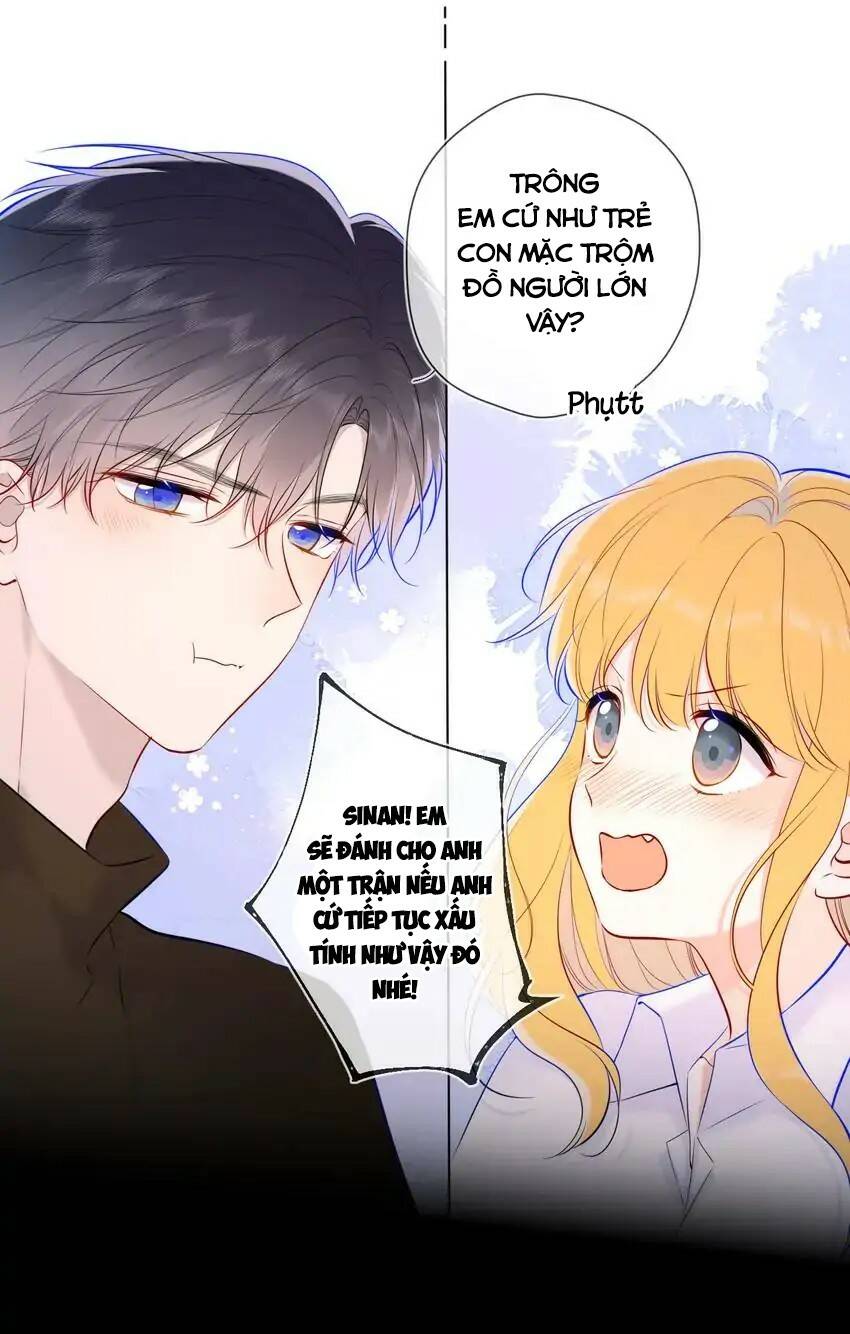 TRÔNG
EM CỨ NHƯ TRẺ
CON MẶC TRỘM
ĐỒ NGƯỜI LỚN
VẬY?
Phụtt
SINAN! EM
SẼ ĐÁNH CHO ANH
MỘT TRẬN NẾU ANH
CỨ TIẾP TỤC XẤU
TÍNH NHƯ VẬY ĐÓ
NHÉ!